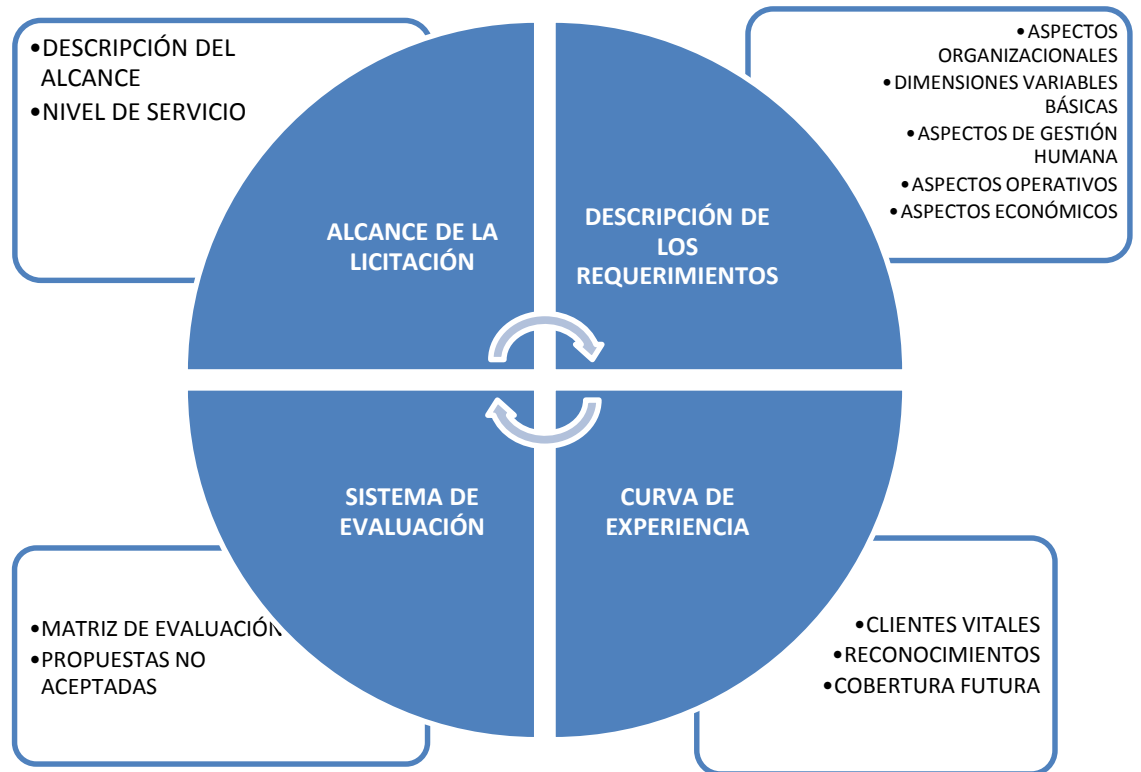 •DESCRIPCIÓN DEL
ALCANCE
•NIVEL DE SERVICIO
•ASPECTOS
ORGANIZACIONALES
•DIMENSIONES VARIABLES
BÁSICAS
•ASPECTOS DE GESTIÓN
HUMANA
•ASPECTOS OPERATIVOS
•ASPECTOS ECONÓMICOS
ALCANCE DE LA
LICITACIÓN
DESCRIPCIÓN DE
LOS
REQUERIMIENTOS
SISTEMA DE
EVALUACIÓN
CURVA DE
EXPERIENCIA
•MATRIZ DE EVALUACIÓN
•PROPUESTAS NO
ACEPTADAS
•CLIENTES VITALES
•RECONOCIMIENTOS
•COBERTURA FUTURA